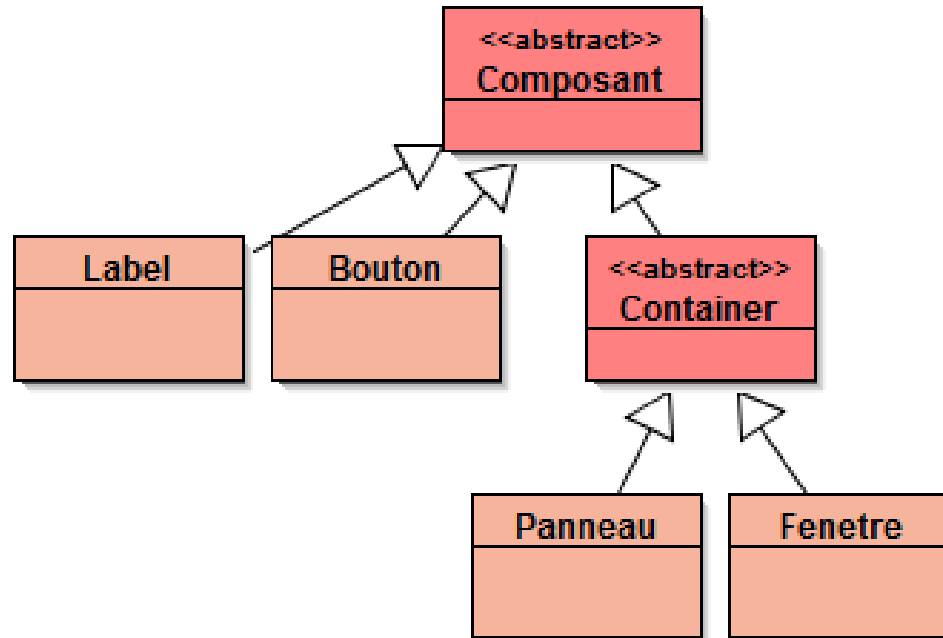 <<abstract>>
Composant
Label
Bouton
<<abstract>>
Container
Panneau
Fenetre